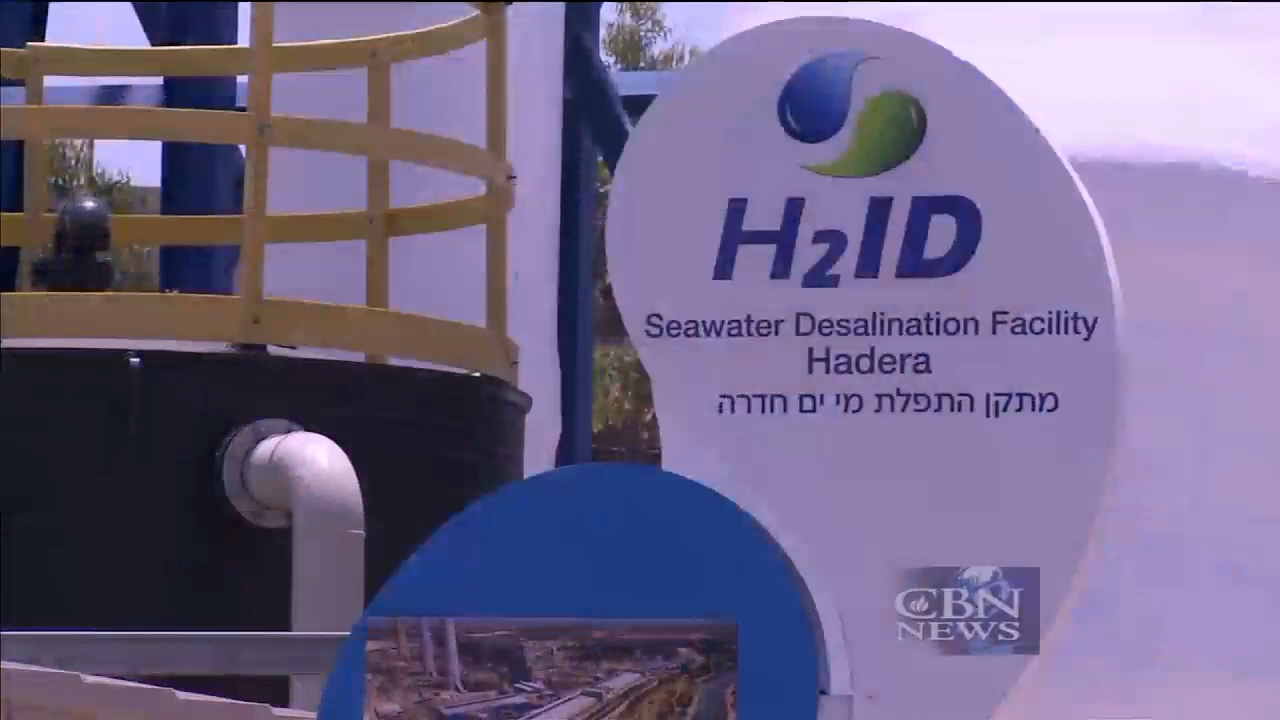 H2ID
Seawater Desalination Facility
Hadera
מתקן התפלת מי ים חדרה
CBN
NEWS